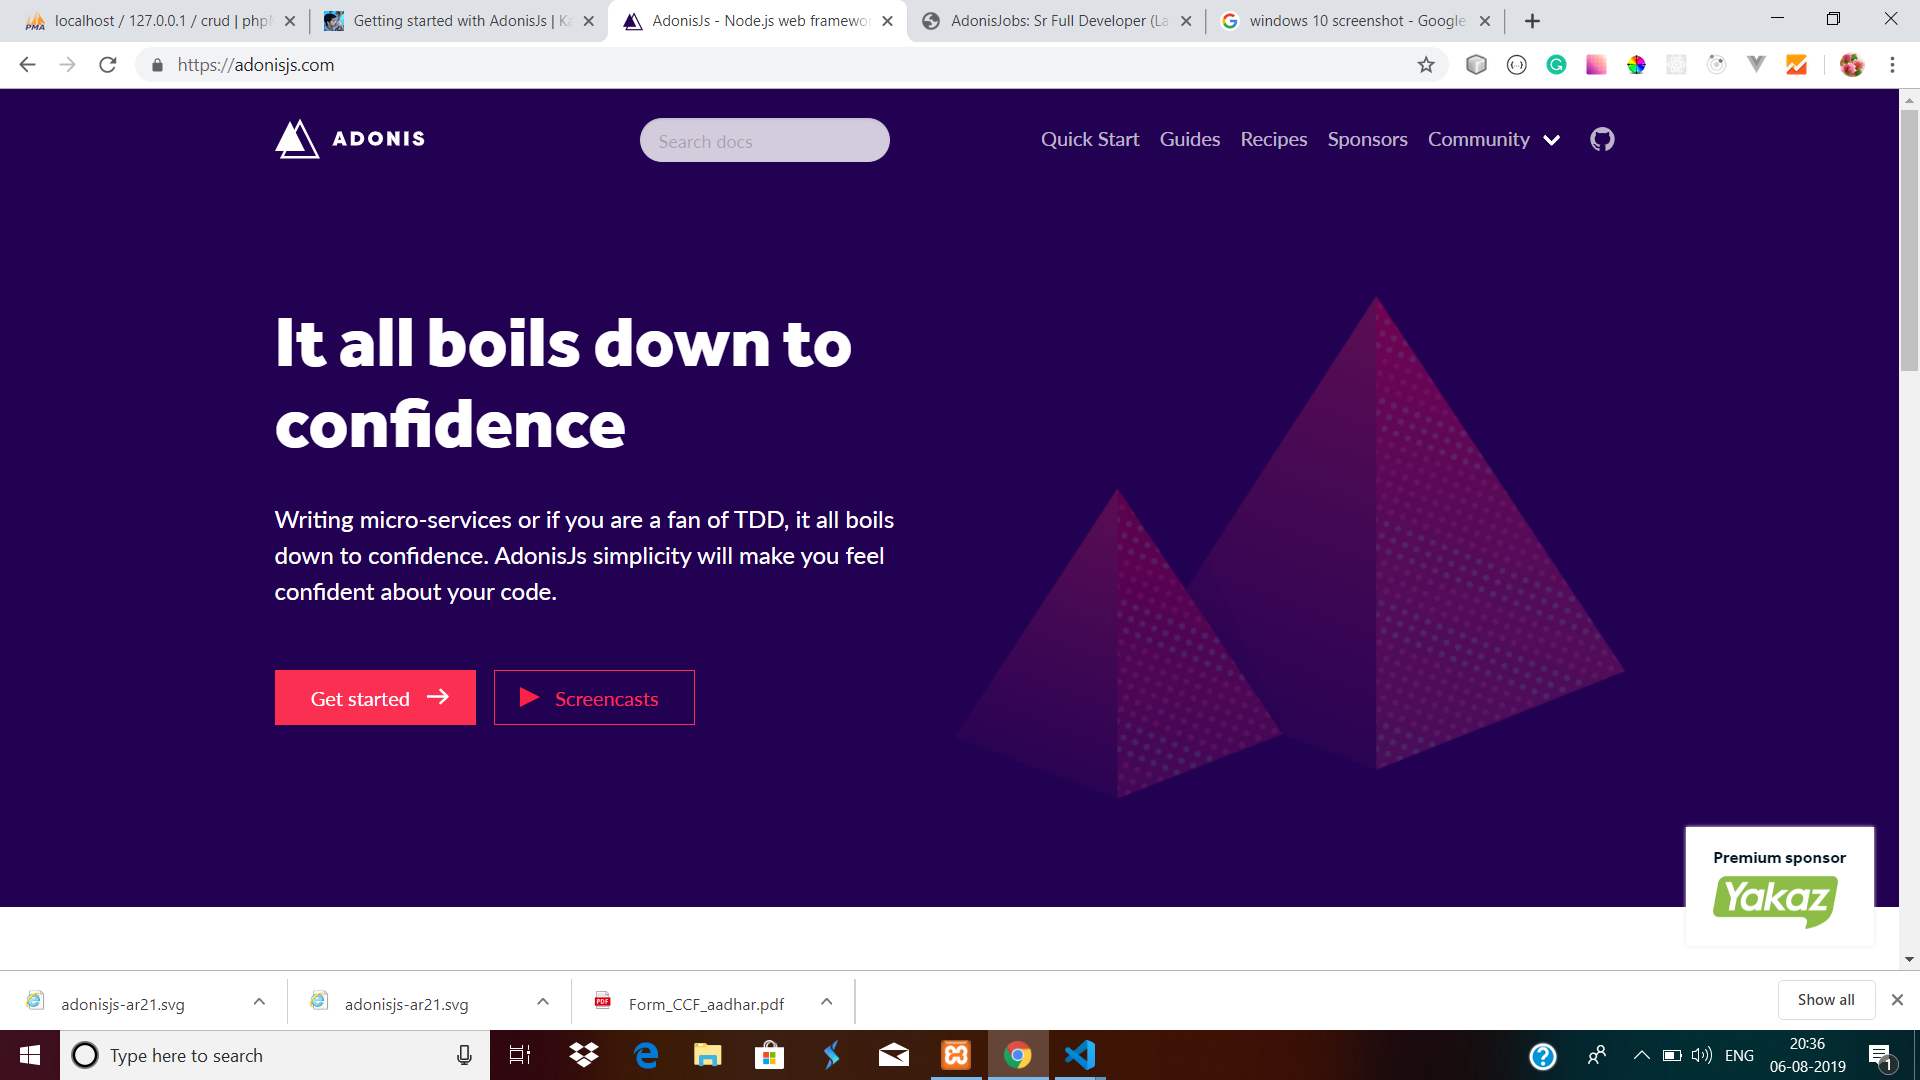 localhost / 127.0.0.1 / crud | php
Getting started with AdonisJs | Ka
AdonisJs - Node.js web framewo
AdonisJobs: Sr Full Developer (La
windows 10 screenshot - Google
https://adonisjs.com
ADONIS
Search docs
Quick Start
Guides
Recipes
Sponsors
Community
It all boils down to
confidence
Writing micro-services or if you are a fan of TDD, it all boils
down to confidence. AdonisJs simplicity will make you feel
confident about your code.
Get started
Screencasts
Premium sponsor
Yakaz
adonisjs-ar21.svg
adonisjs-ar21.svg
PDF
Form_CCF_aadhar.pdf
Show all
Type here to search
ENG
20:36
06-08-2019
1